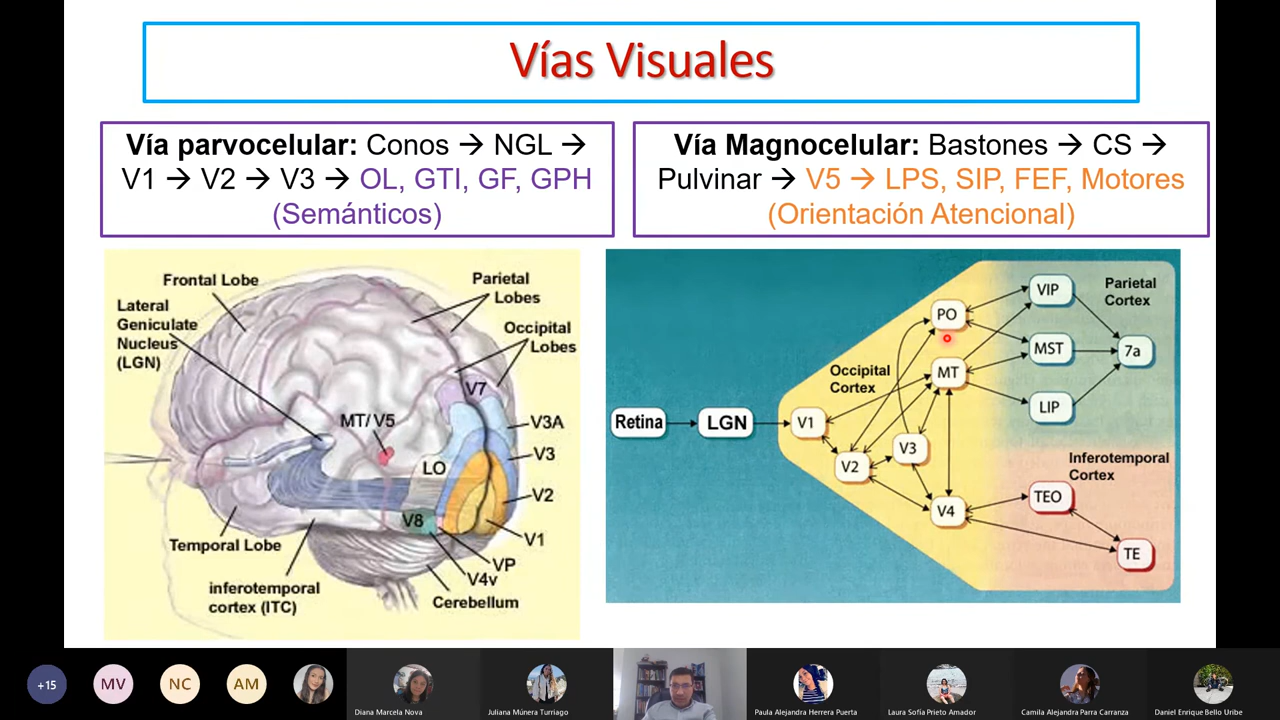 Vías Visuales
Vía parvocelular: Conos → NGL →
V1 → V2 → V3 → OL, GTI, GF, GPH
(Semánticos)
Vía Magnocelular: Bastones → CS →
Pulvinar → V5 → LPS, SIP, FEF, Motores
(Orientación Atencional)
Frontal Lobe
Lateral
Geniculate
Nucleus
(LGN)
Parietal
Lobes
Occipital
Lobes
V7
MT/V5
V3A
LO
V3
V2
V8
V1
VP
V4v
Temporal Lobe
inferotemporal
cortex (ITC)
Cerebellum
Retina
LGN
V1
V2
V3
V4
Occipital
Cortex
PO
MT
VIP
MST
LIP
7a
Parietal
Cortex
Inferotemporal
Cortex
TEO
TE
+15
MV
NC
AM
Diana Marcela Nova
Juliana Múnera Turriago
Paula Alejandra Herrera Puerta
Laura Sofía Prieto Amador
Camila Alejandra Parra Carranza
Daniel Enrique Bello Uribe